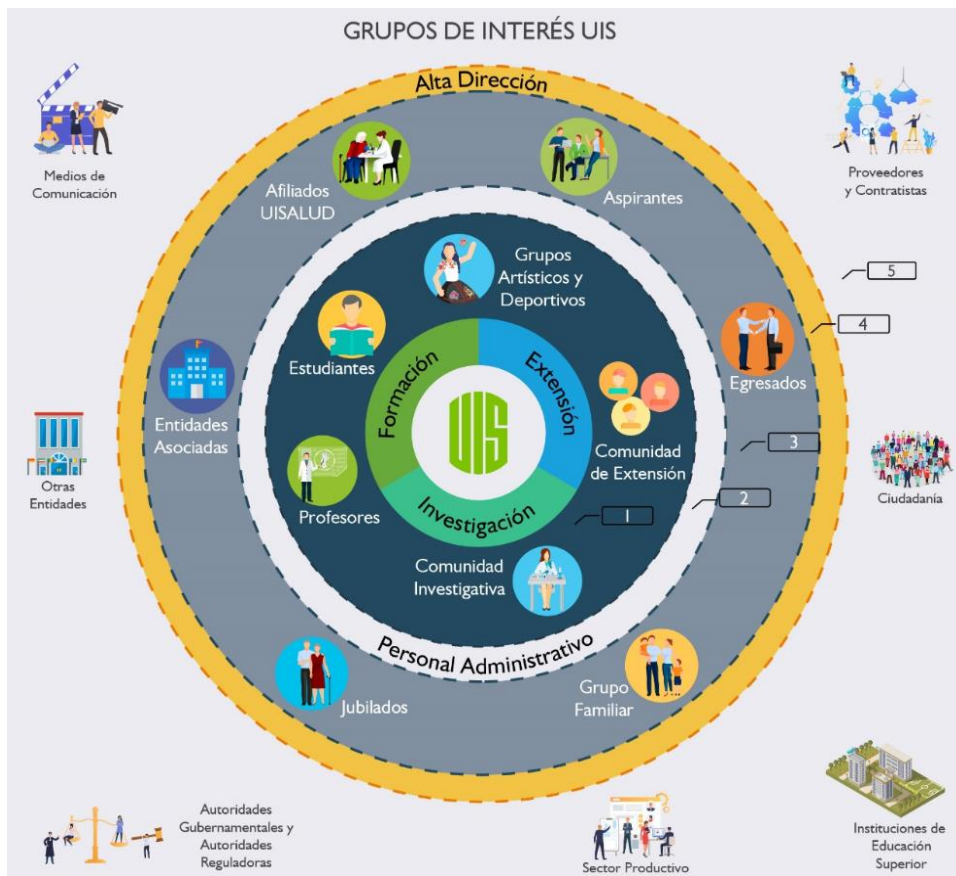 GRUPOS DE INTERÉS UIS
Alta Dirección
Medios de
Comunicación
Proveedores
y Contratistas
Afiliados
UISALUD
Aspirantes
Grupos
Artísticos y
Deportivos
5
4
Estudiantes
Formación
Extensión
UIS
Egresados
Entidades
Asociadas
Comunidad
de Extensión
3
Otras
Entidades
Ciudadanía
Profesores
Investigación
1
2
Comunidad
Investigativa
Personal Administrativo
Jubilados
Grupo
Familiar
Autoridades
Gubernamentales y
Autoridades
Reguladoras
Sector Productivo
Instituciones de
Educación
Superior